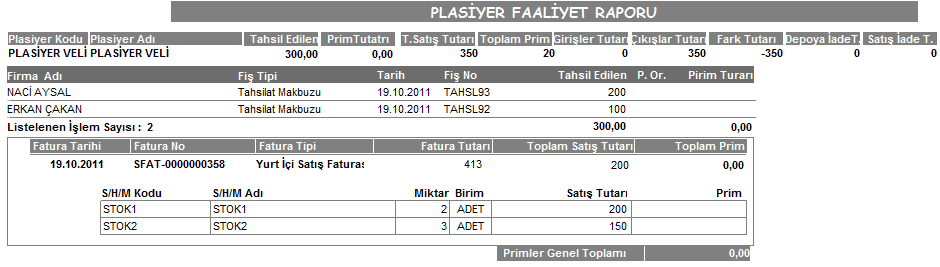 PLASİYER FAALİYET RAPORU
Plasiyer Kodu Plasiyer Adı Tahsil Edilen PrimTutatrı T.Satış Tutarı Toplam Prim Girişler Tutarı Çıkışlar Tutarı Fark Tutarı Depoya İadeT. Satış İade T.
PLASİYER VELİ PLASİYER VELİ 300,00 0,00 350 20 0 350 -350 0 0
Firma Adı Fiş Tipi Tarih Fiş No Tahsil Edilen P. Or. Pirim Turarı
NACİ AYSAL Tahsilat Makbuzu 19.10.2011 TAHSL93 200
ERKAN ÇAKAN Tahsilat Makbuzu 19.10.2011 TAHSL92 100
Listelenen İşlem Sayısı : 2 300,00 0,00
Fatura Tarihi Fatura No Fatura Tipi Fatura Tutarı Toplam Satış Tutarı Toplam Prim
19.10.2011 SFAT-0000000358 Yurt İçi Satış Faturas 413 200 0,00
S/H/M Kodu S/H/M Adı Miktar Birim Satış Tutarı Prim
STOK1 STOK1 2 ADET 200
STOK2 STOK2 3 ADET 150
Primler Genel Toplamı 0,00